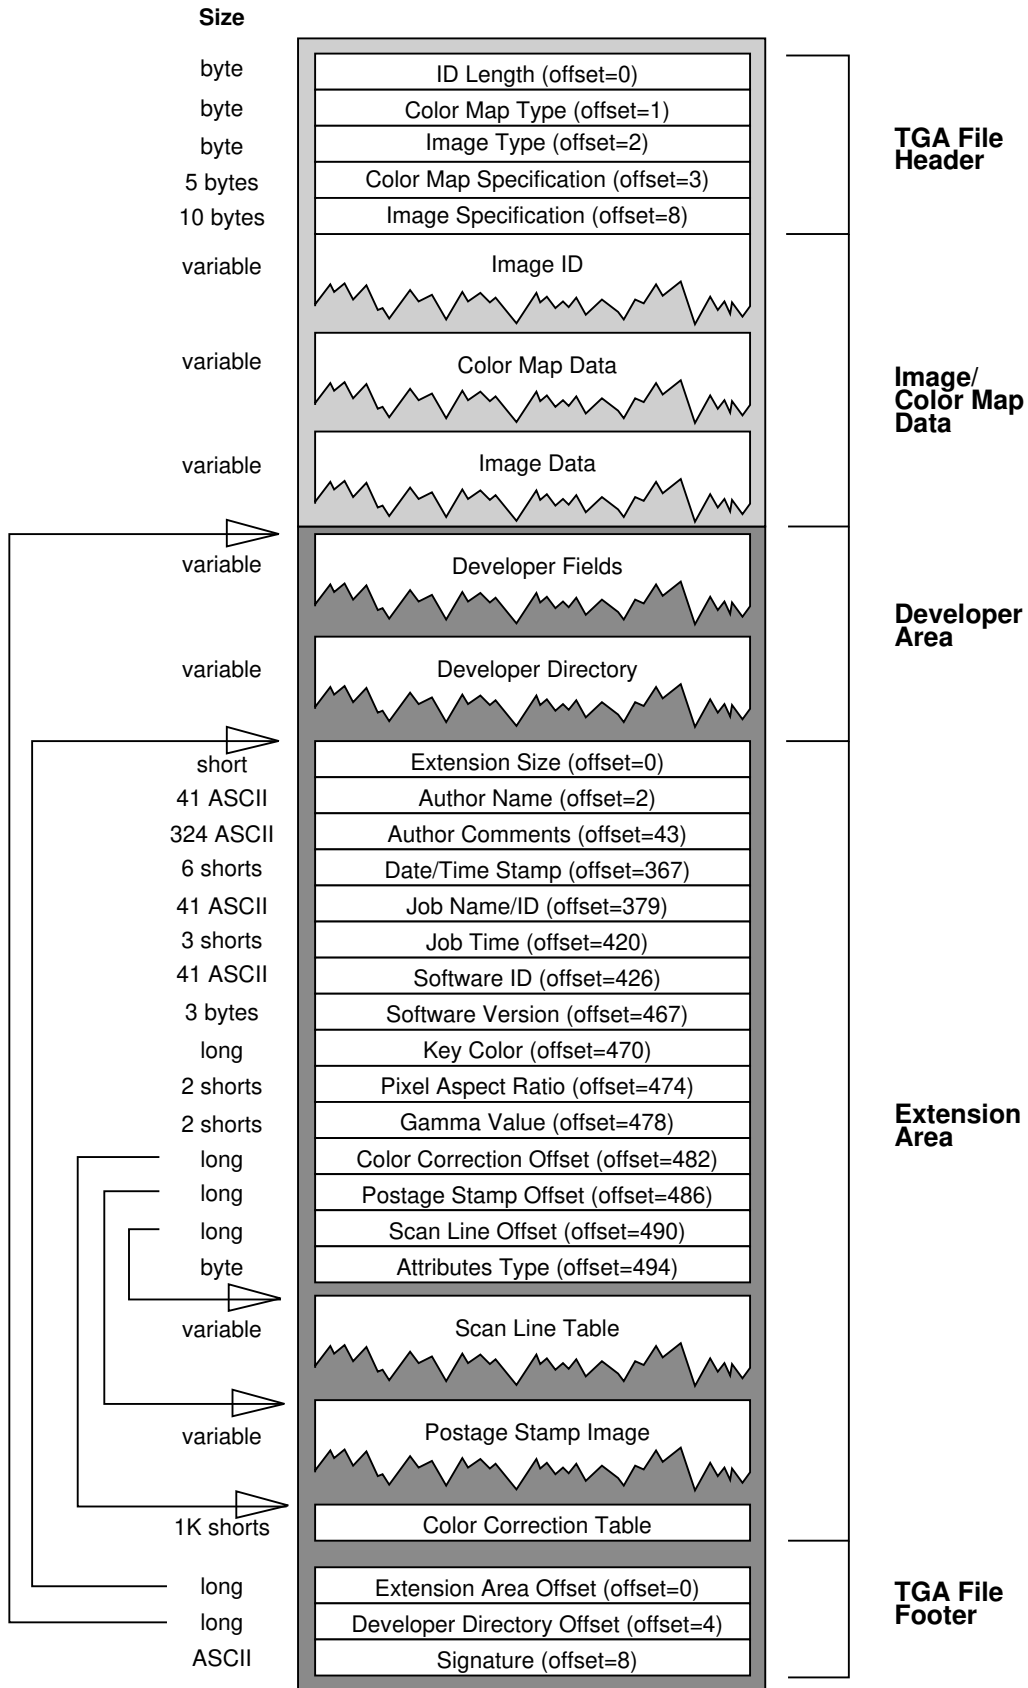 Size
byte
ID Length (offset=0)
byte
Color Map Type (offset=1)
byte
Image Type (offset=2)
5 bytes
Color Map Specification (offset=3)
10 bytes
Image Specification (offset=8)
TGA File
Header
variable
Image ID
variable
Color Map Data
variable
Image Data
Image/
Color Map
Data
variable
Developer Fields
variable
Developer Directory
Developer
Area
short
Extension Size (offset=0)
41 ASCII
Author Name (offset=2)
324 ASCII
Author Comments (offset=43)
6 shorts
Date/Time Stamp (offset=367)
41 ASCII
Job Name/ID (offset=379)
3 shorts
Job Time (offset=420)
41 ASCII
Software ID (offset=426)
3 bytes
Software Version (offset=467)
long
Key Color (offset=470)
2 shorts
Pixel Aspect Ratio (offset=474)
2 shorts
Gamma Value (offset=478)
long
Color Correction Offset (offset=482)
long
Postage Stamp Offset (offset=486)
long
Scan Line Offset (offset=490)
byte
Attributes Type (offset=494)
variable
Scan Line Table
variable
Postage Stamp Image
1K shorts
Color Correction Table
Extension
Area
long
Extension Area Offset (offset=0)
long
Developer Directory Offset (offset=4)
ASCII
Signature (offset=8)
TGA File
Footer